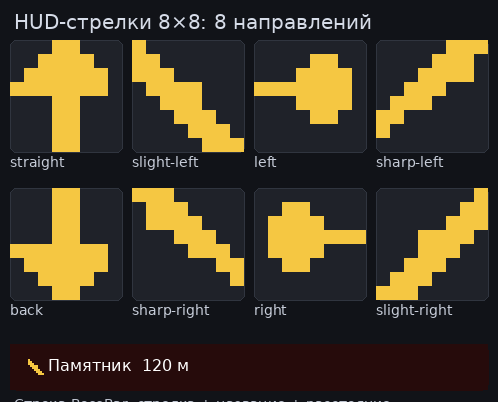 HUD-стрелки 8×8: 8 направлений
straight slight-left left sharp-left
back sharp-right right slight-right
Памятник 120 м